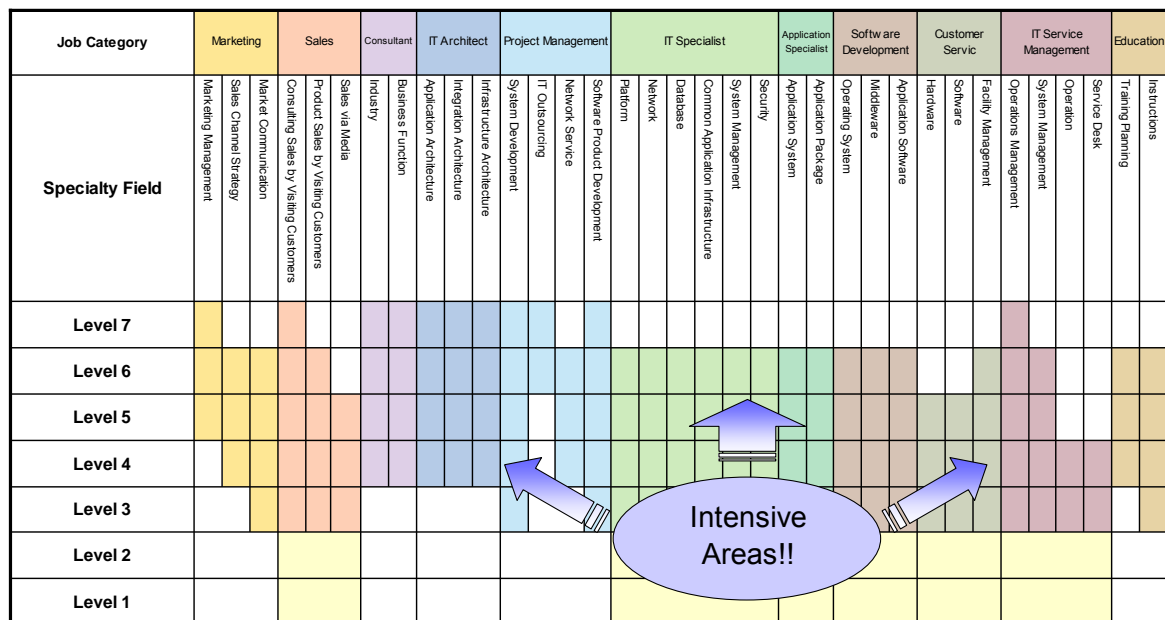 Job Category
Marketing
Sales
Consultant
IT Architect
Project Management
IT Specialist
Application
Specialist
Software
Development
Customer
Servic
IT Service
Management
Education
Specialty Field
Marketing Management
Sales Channel Strategy
Market Communication
Consulting Sales by Visiting Customers
Product Sales by Visiting Customers
Sales via Media
Industry
Business Function
Application Architecture
Integration Architecture
Infrastructure Architecture
System Development
IT Outsourcing
Network Service
Software Product Development
Platform
Network
Database
Common Application Infrastructure
System Management
Security
Application System
Application Package
Operating System
Middleware
Application Software
Hardware
Software
Facility Management
Operations Management
System Management
Operation
Service Desk
Training Planning
Instructions
Level 7
Level 6
Level 5
Level 4
Level 3
Level 2
Level 1
Intensive
Areas!!